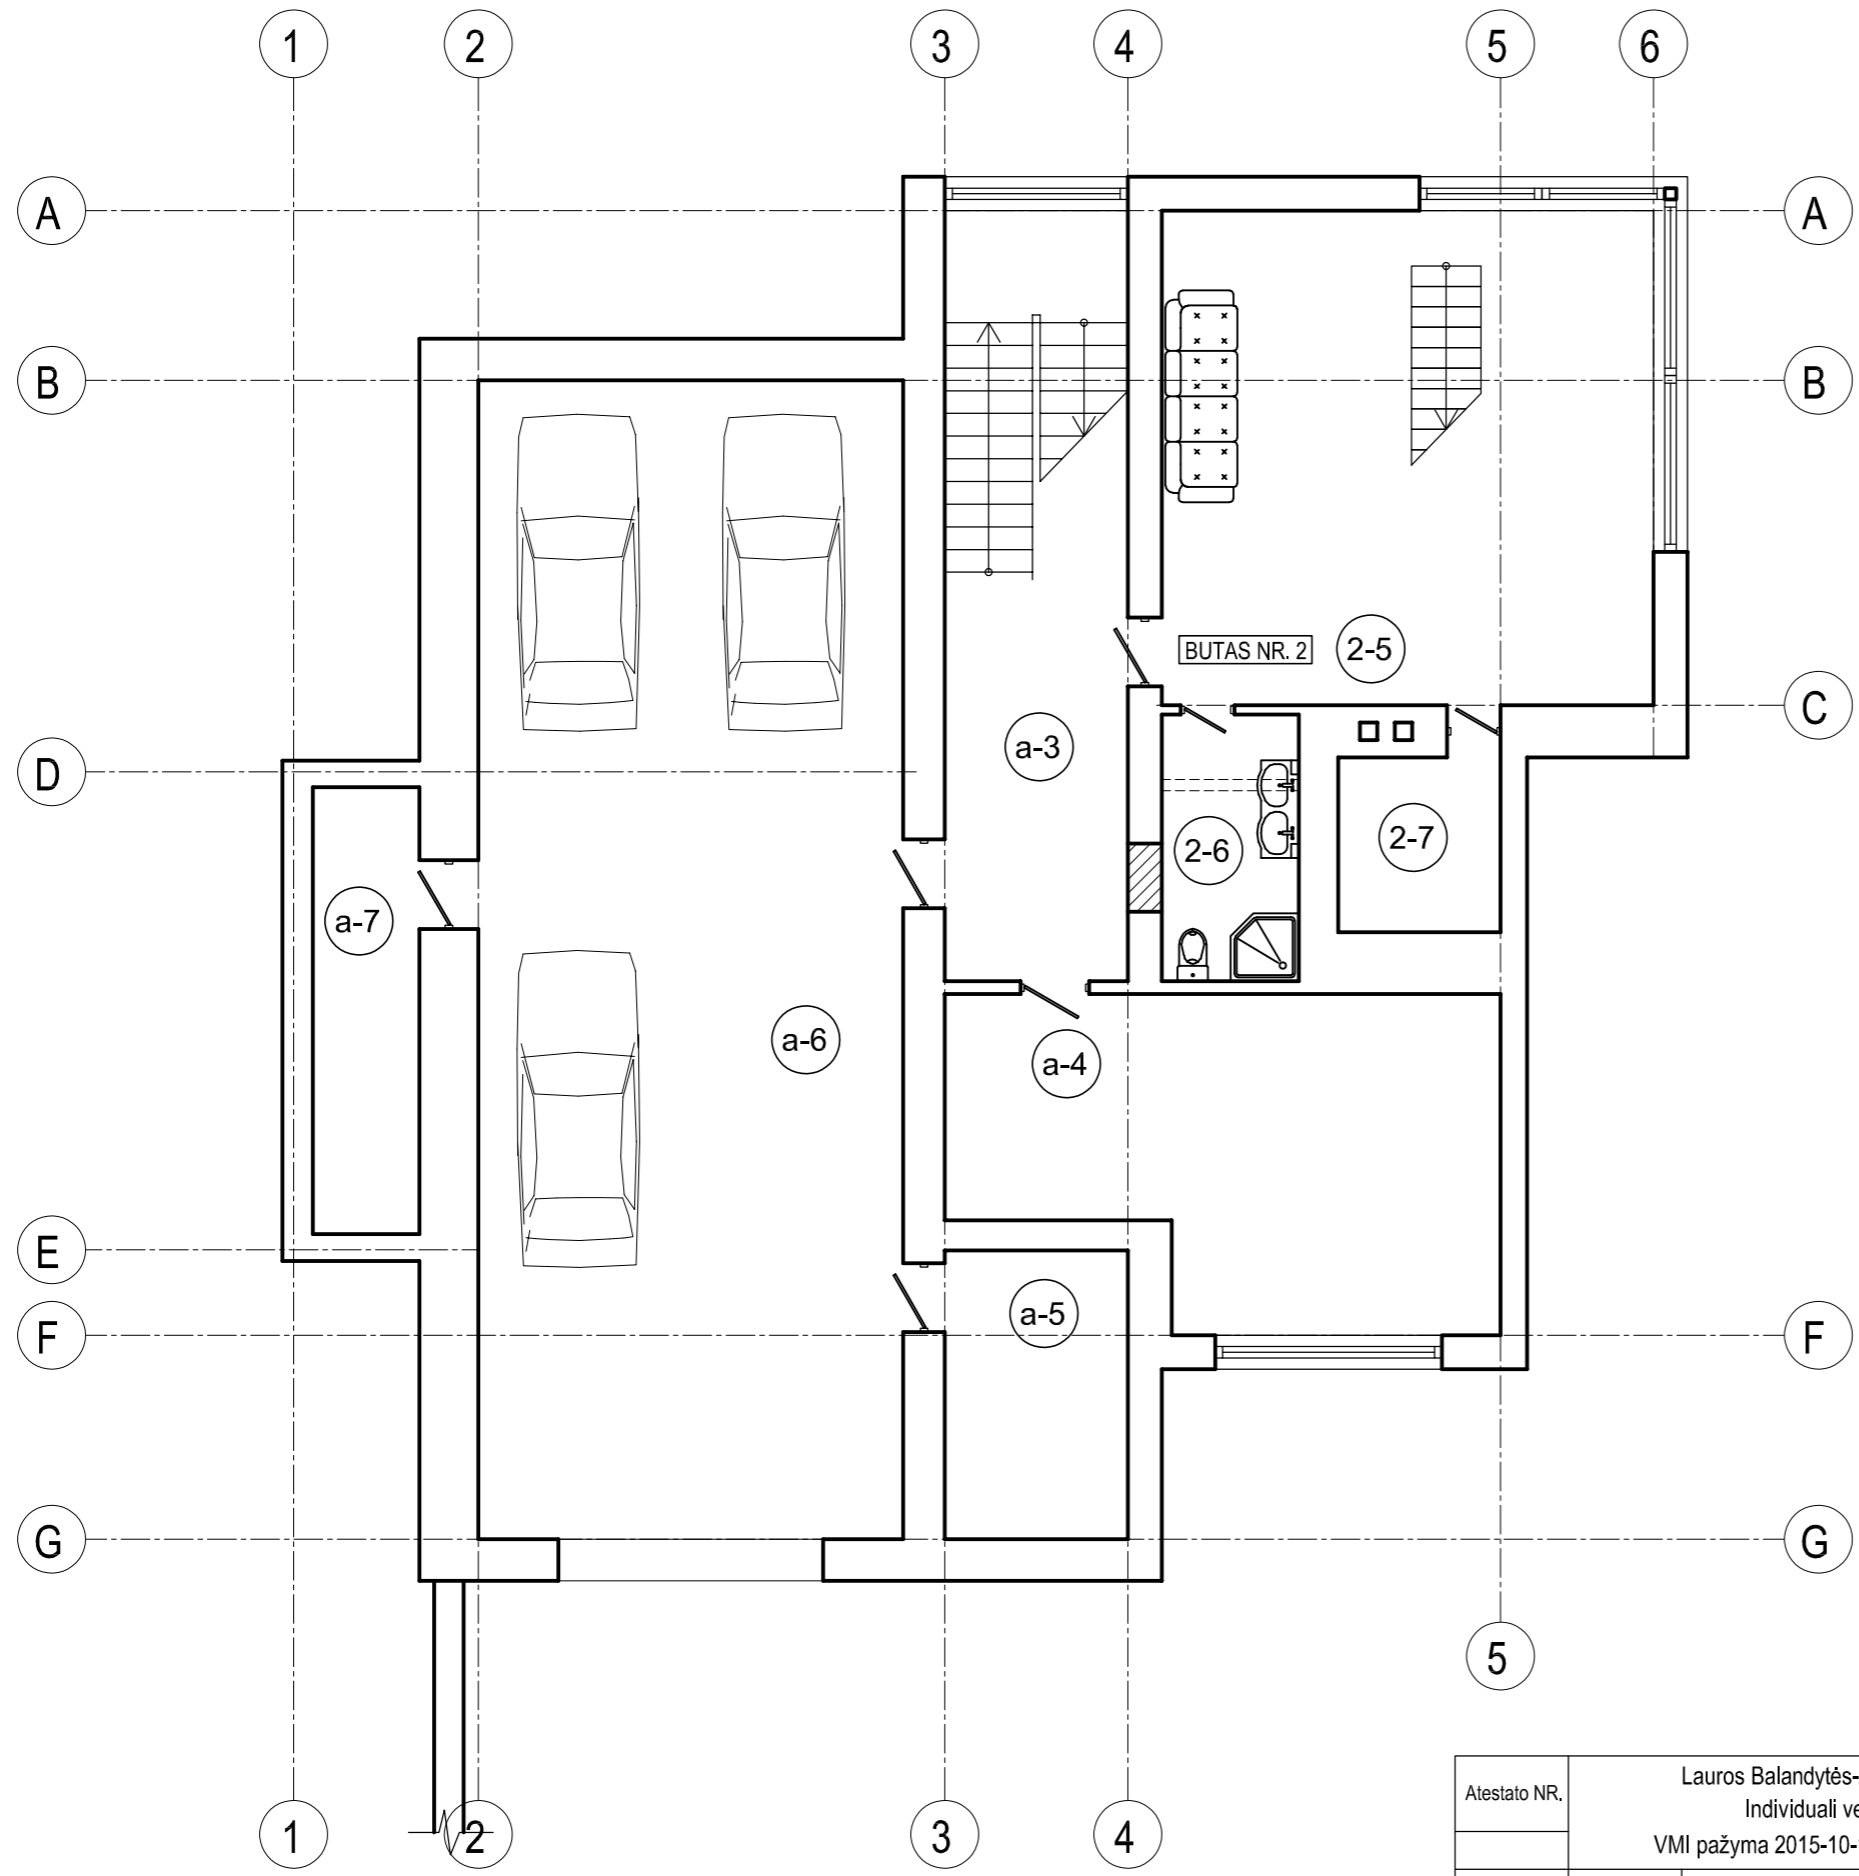 1 2 3 4 5 6
A A
B B
BUTAS NR. 2 2-5
C
a-3
D
2-6 2-7
a-7
a-6
a-4
E
a-5
F F
G G
5
1 2 3 4
Atestato NR.
Lauros Balandytės-
Individuali ve
VMI pažyma 2015-10-